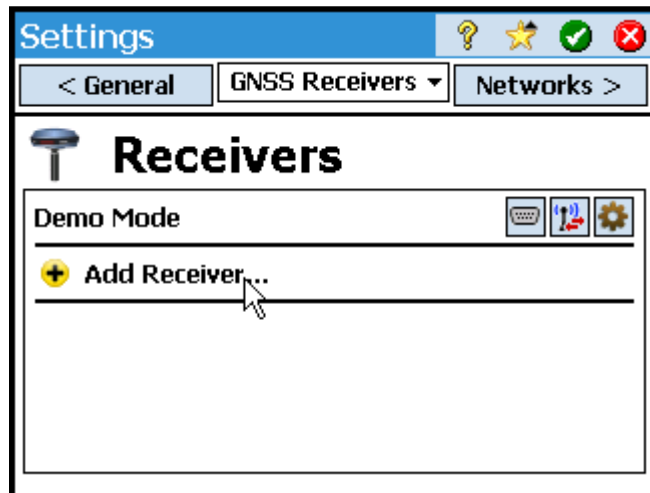 Settings
< General GNSS Receivers Networks >
Receivers
Demo Mode
Add Receiver...